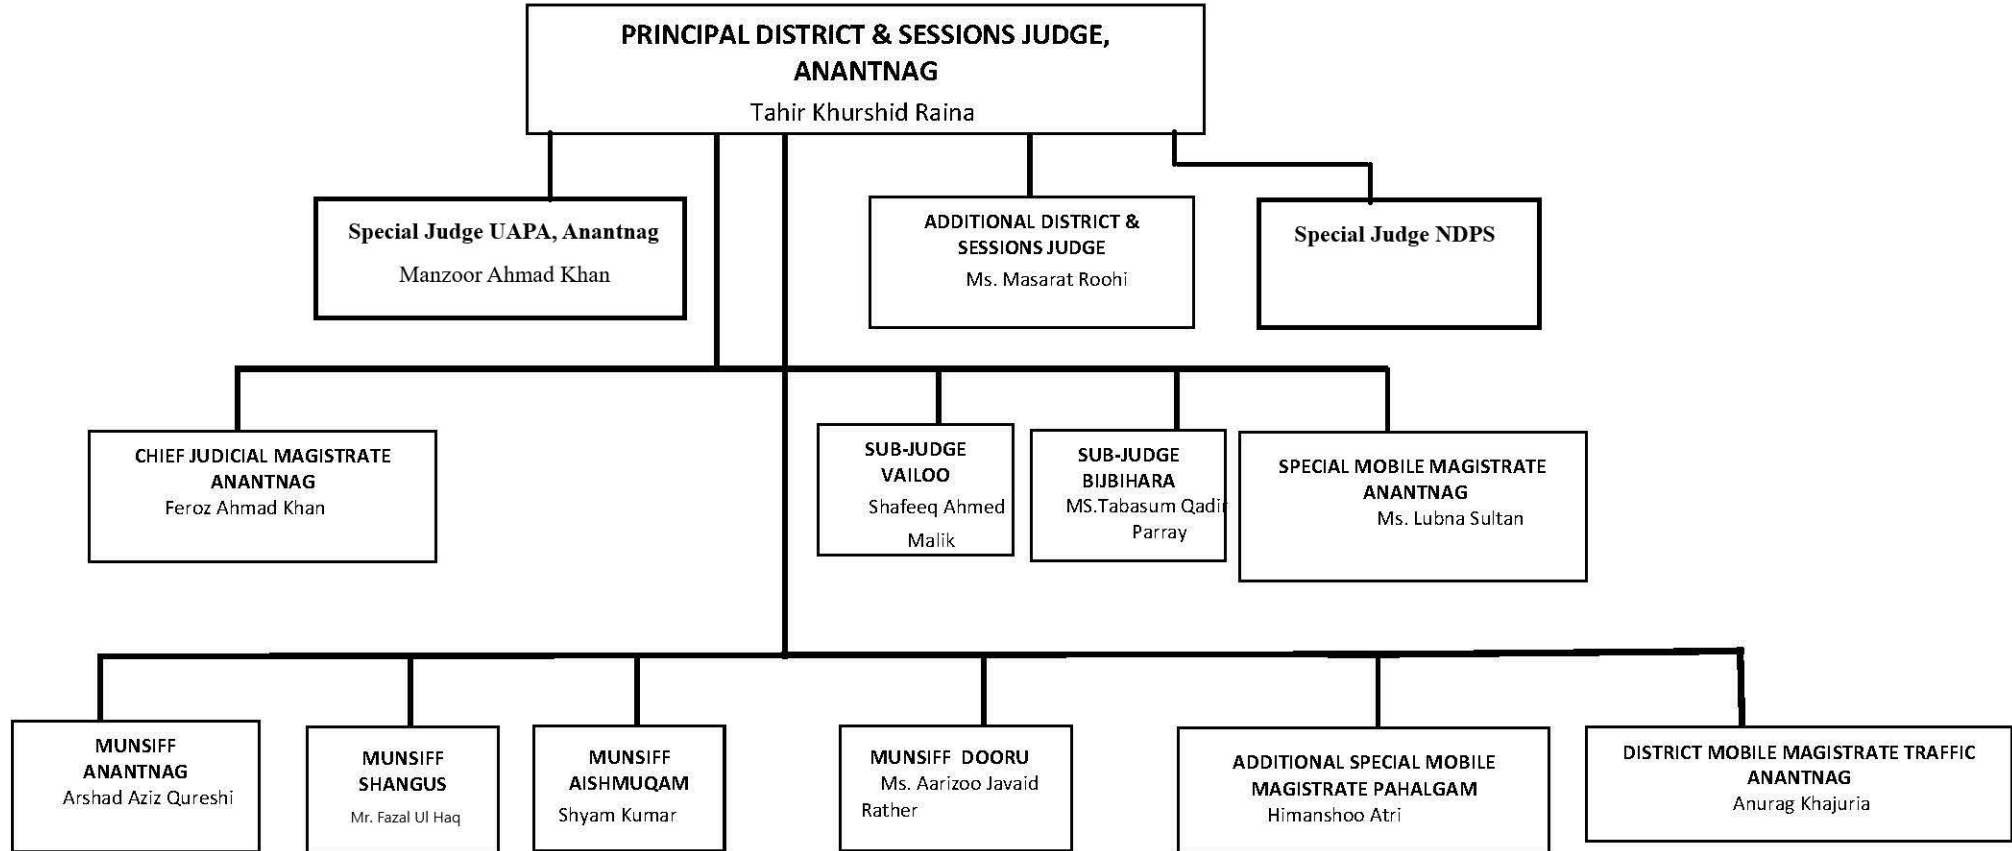 PRINCIPAL DISTRICT & SESSIONS JUDGE,
ANANTNAG
Tahir Khurshid Raina
Special Judge UAPA, Anantnag
Manzoor Ahmad Khan
ADDITIONAL DISTRICT &
SESSIONS JUDGE
Ms. Masarat Roohi
Special Judge NDPS
CHIEF JUDICIAL MAGISTRATE
ANANTNAG
Feroz Ahmad Khan
SUB-JUDGE
VAILOO
Shafeeq Ahmed
Malik
SUB-JUDGE
BIJBIHARA
MS.Tabasum Qadir
Parray
SPECIAL MOBILE MAGISTRATE
ANANTNAG
Ms. Lubna Sultan
MUNSIFF
ANANTNAG
Arshad Aziz Qureshi
MUNSIFF
SHANGUS
Mr. Fazal Ul Haq
MUNSIFF
AISHMUQAM
Shyam Kumar
MUNSIFF DOORU
Ms. Aarizoo Javaid
Rather
ADDITIONAL SPECIAL MOBILE
MAGISTRATE PAHALGAM
Himanshoo Atri
DISTRICT MOBILE MAGISTRATE TRAFFIC
ANANTNAG
Anurag Khajuria